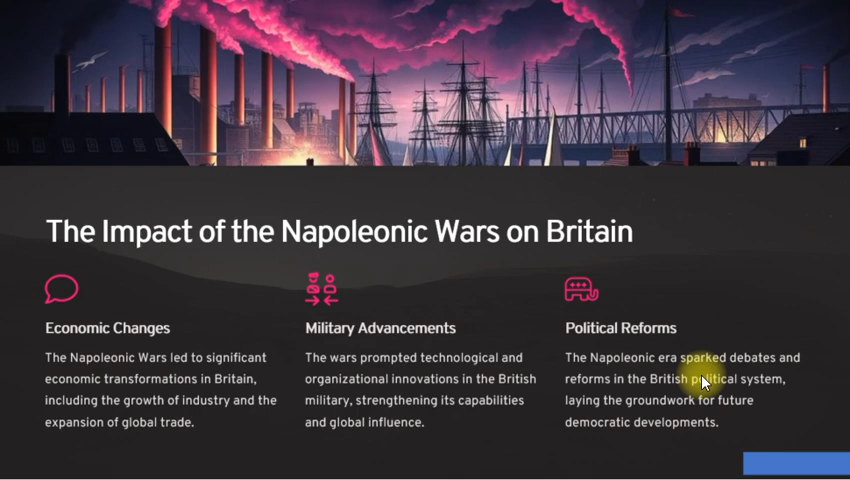 The Impact of the Napoleonic Wars on Britain
Economic Changes
The Napoleonic Wars led to significant
economic transformations in Britain,
including the growth of industry and the
expansion of global trade.
Military Advancements
The wars prompted technological and
organizational innovations in the British
military, strengthening its capabilities
and global influence.
Political Reforms
The Napoleonic era sparked debates and
reforms in the British political system,
laying the groundwork for future
democratic developments.